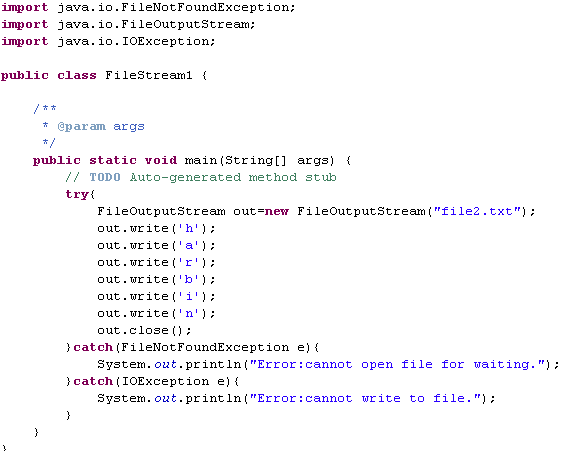 import java.io.FileNotFoundException;
import java.io.FileOutputStream;
import java.io.IOException;

public class FileStream1 {

    /**
     * @param args
     */
    public static void main(String[] args) {
        // TODO Auto-generated method stub
        try{
            FileOutputStream out=new FileOutputStream("file2.txt");
            out.write('h');
            out.write('a');
            out.write('r');
            out.write('b');
            out.write('i');
            out.write('n');
            out.close();
        }catch(FileNotFoundException e){
            System.out.println("Error:cannot open file for waiting.");
        }catch(IOException e){
            System.out.println("Error:cannot write to file.");
        }
    }
}